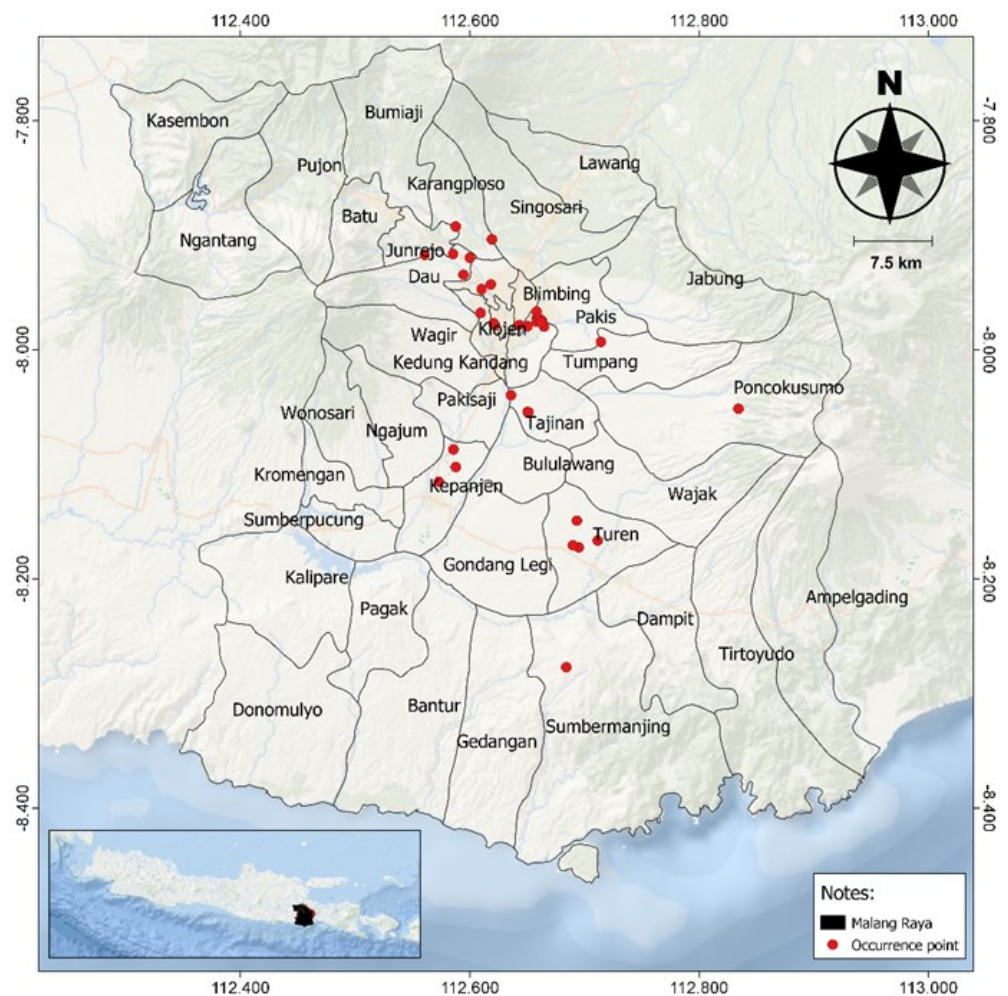 112.400 112.600 112.800 113.000
N
-7.800 -7.800
Kasembon
Bumiaji
Pujon
Lawang
Karangploso
Singosari
Batu
Ngantang
Junrejo
7.5 km
Dau
Jabung
Blimbing
Pakis
Klojen
Wagir
-8.000 -8.000
Kedung Kandang
Tumpang
Poncokusumo
Pakisaji
Wonosari
Tajinan
Ngajum
Bululawang
Kromengan
Kepanjen
Wajak
Sumberpucung
Turen
Gondang Legi
-8.200 -8.200
Kalipare
Ampelgading
Pagak
Dampit
Tirtoyudo
Donomulyo
Bantur
Sumbermanjing
Gedangan
-8.400 -8.400
Notes:
Malang Raya
Occurrence point
112.400 112.600 112.800 113.000